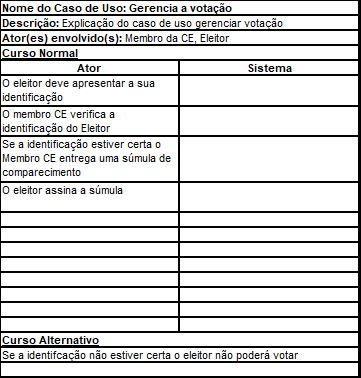 Nome do Caso de Uso: Gerencia a votação
Descrição: Explicação do caso de uso gerenciar votação
Ator(es) envolvido(s): Membro da CE, Eleitor
Curso Normal
Ator Sistema
O eleitor deve apresentar a sua
identificação
O membro CE verifica a
identificação do Eleitor
Se a identificação estiver certa o
Membro CE entrega uma súmula de
comparecimento
O eleitor assina a súmula
Curso Alternativo
Se a identifcação não estiver certa o eleitor não poderá votar